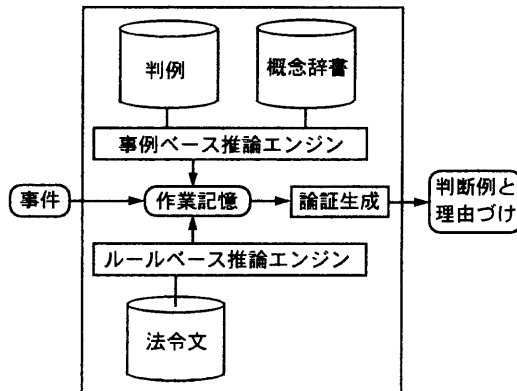 判例
概念辞書
事例ベース推論エンジン
事件
作業記憶
論証生成
判断例と
理由づけ
ルールベース推論エンジン
法令文